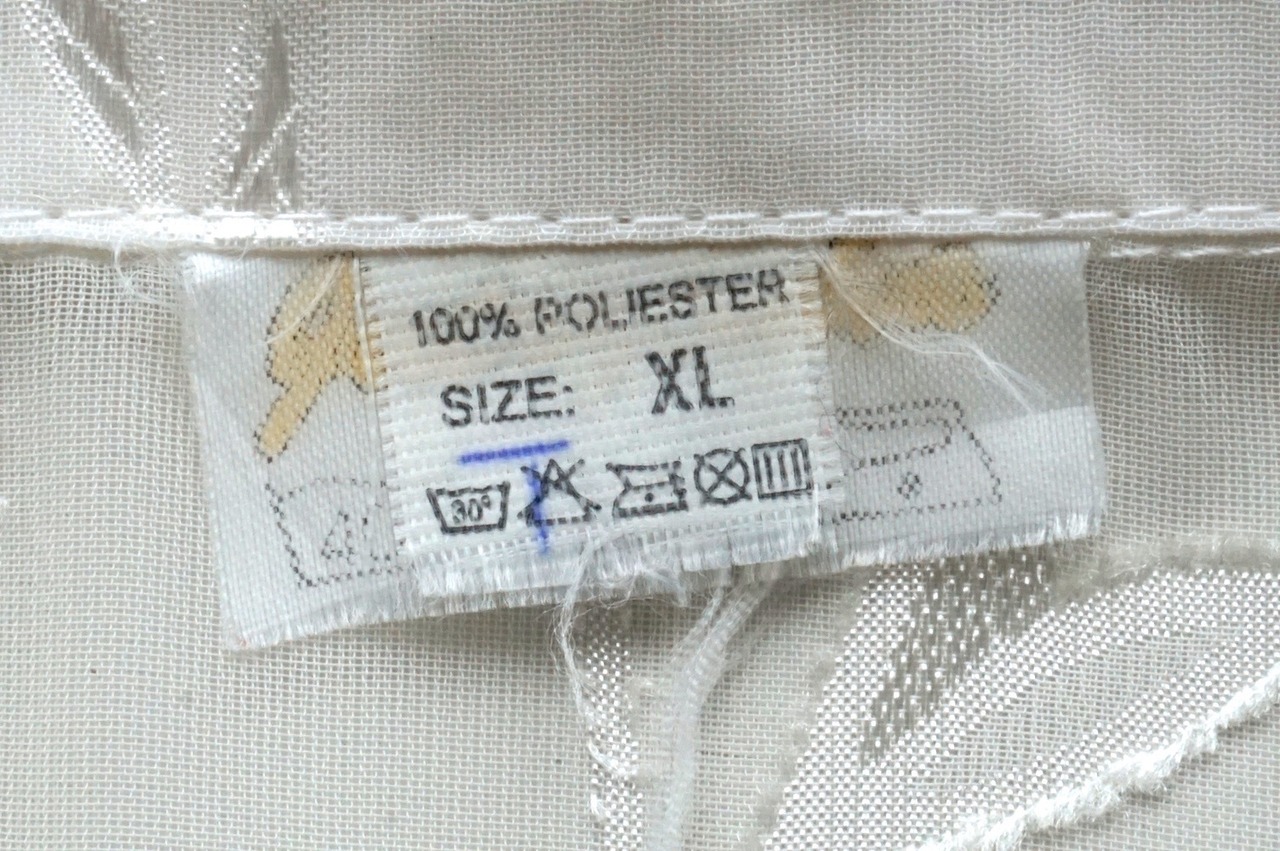 100% POLIESTER
SIZE: XL
30°